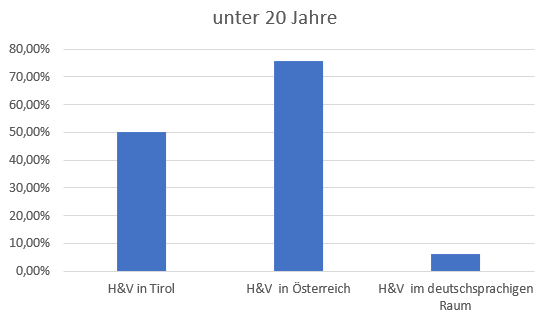 unter 20 Jahre
80,00%
70,00%
60,00%
50,00%
40,00%
30,00%
20,00%
10,00%
0,00%
H&V in Tirol
H&V  in Österreich
H&V  im deutschsprachigen
Raum